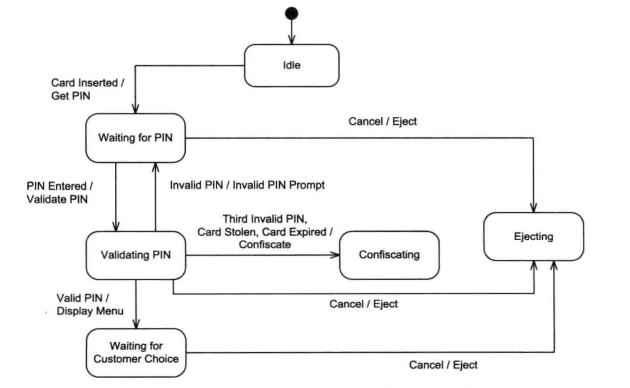 Idle
Card Inserted /
Get PIN
Waiting for PIN
Cancel / Eject
PIN Entered /
Validate PIN
Invalid PIN / Invalid PIN Prompt
Third Invalid PIN,
Card Stolen, Card Expired /
Confiscate
Validating PIN
Confiscating
Ejecting
Valid PIN /
Display Menu
Cancel / Eject
Waiting for
Customer Choice
Cancel / Eject